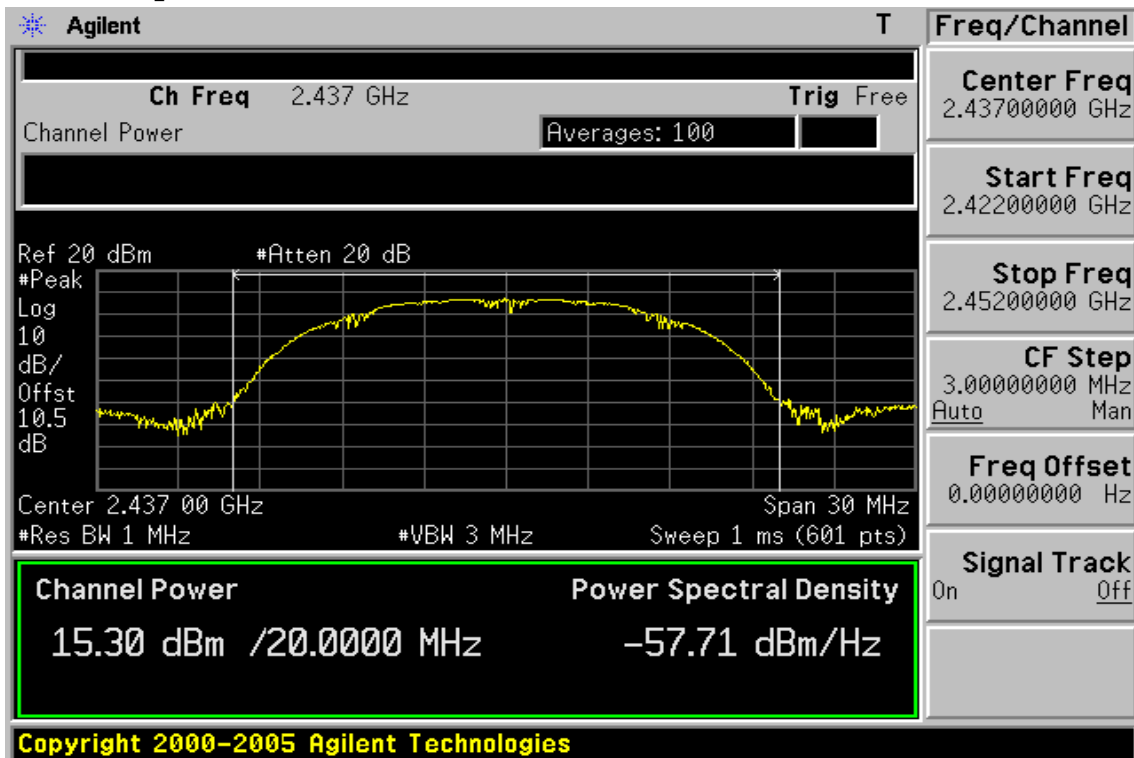 Agilent T Freq/Channel
Ch Freq 2.437 GHz Trig Free
Channel Power Averages: 100
Ref 20 dBm #Atten 20 dB
#Peak
Log
10
dB/
Offst
10.5
dB
Center 2.437 00 GHz Span 30 MHz
#Res BW 1 MHz #VBW 3 MHz Sweep 1 ms (601 pts)
Channel Power Power Spectral Density
15.30 dBm /20.0000 MHz -57.71 dBm/Hz
Center Freq
2.43700000 GHz
Start Freq
2.42200000 GHz
Stop Freq
2.45200000 GHz
CF Step
3.00000000 MHz
Auto Man
Freq Offset
0.00000000 Hz
Signal Track
On Off
Copyright 2000-2005 Agilent Technologies